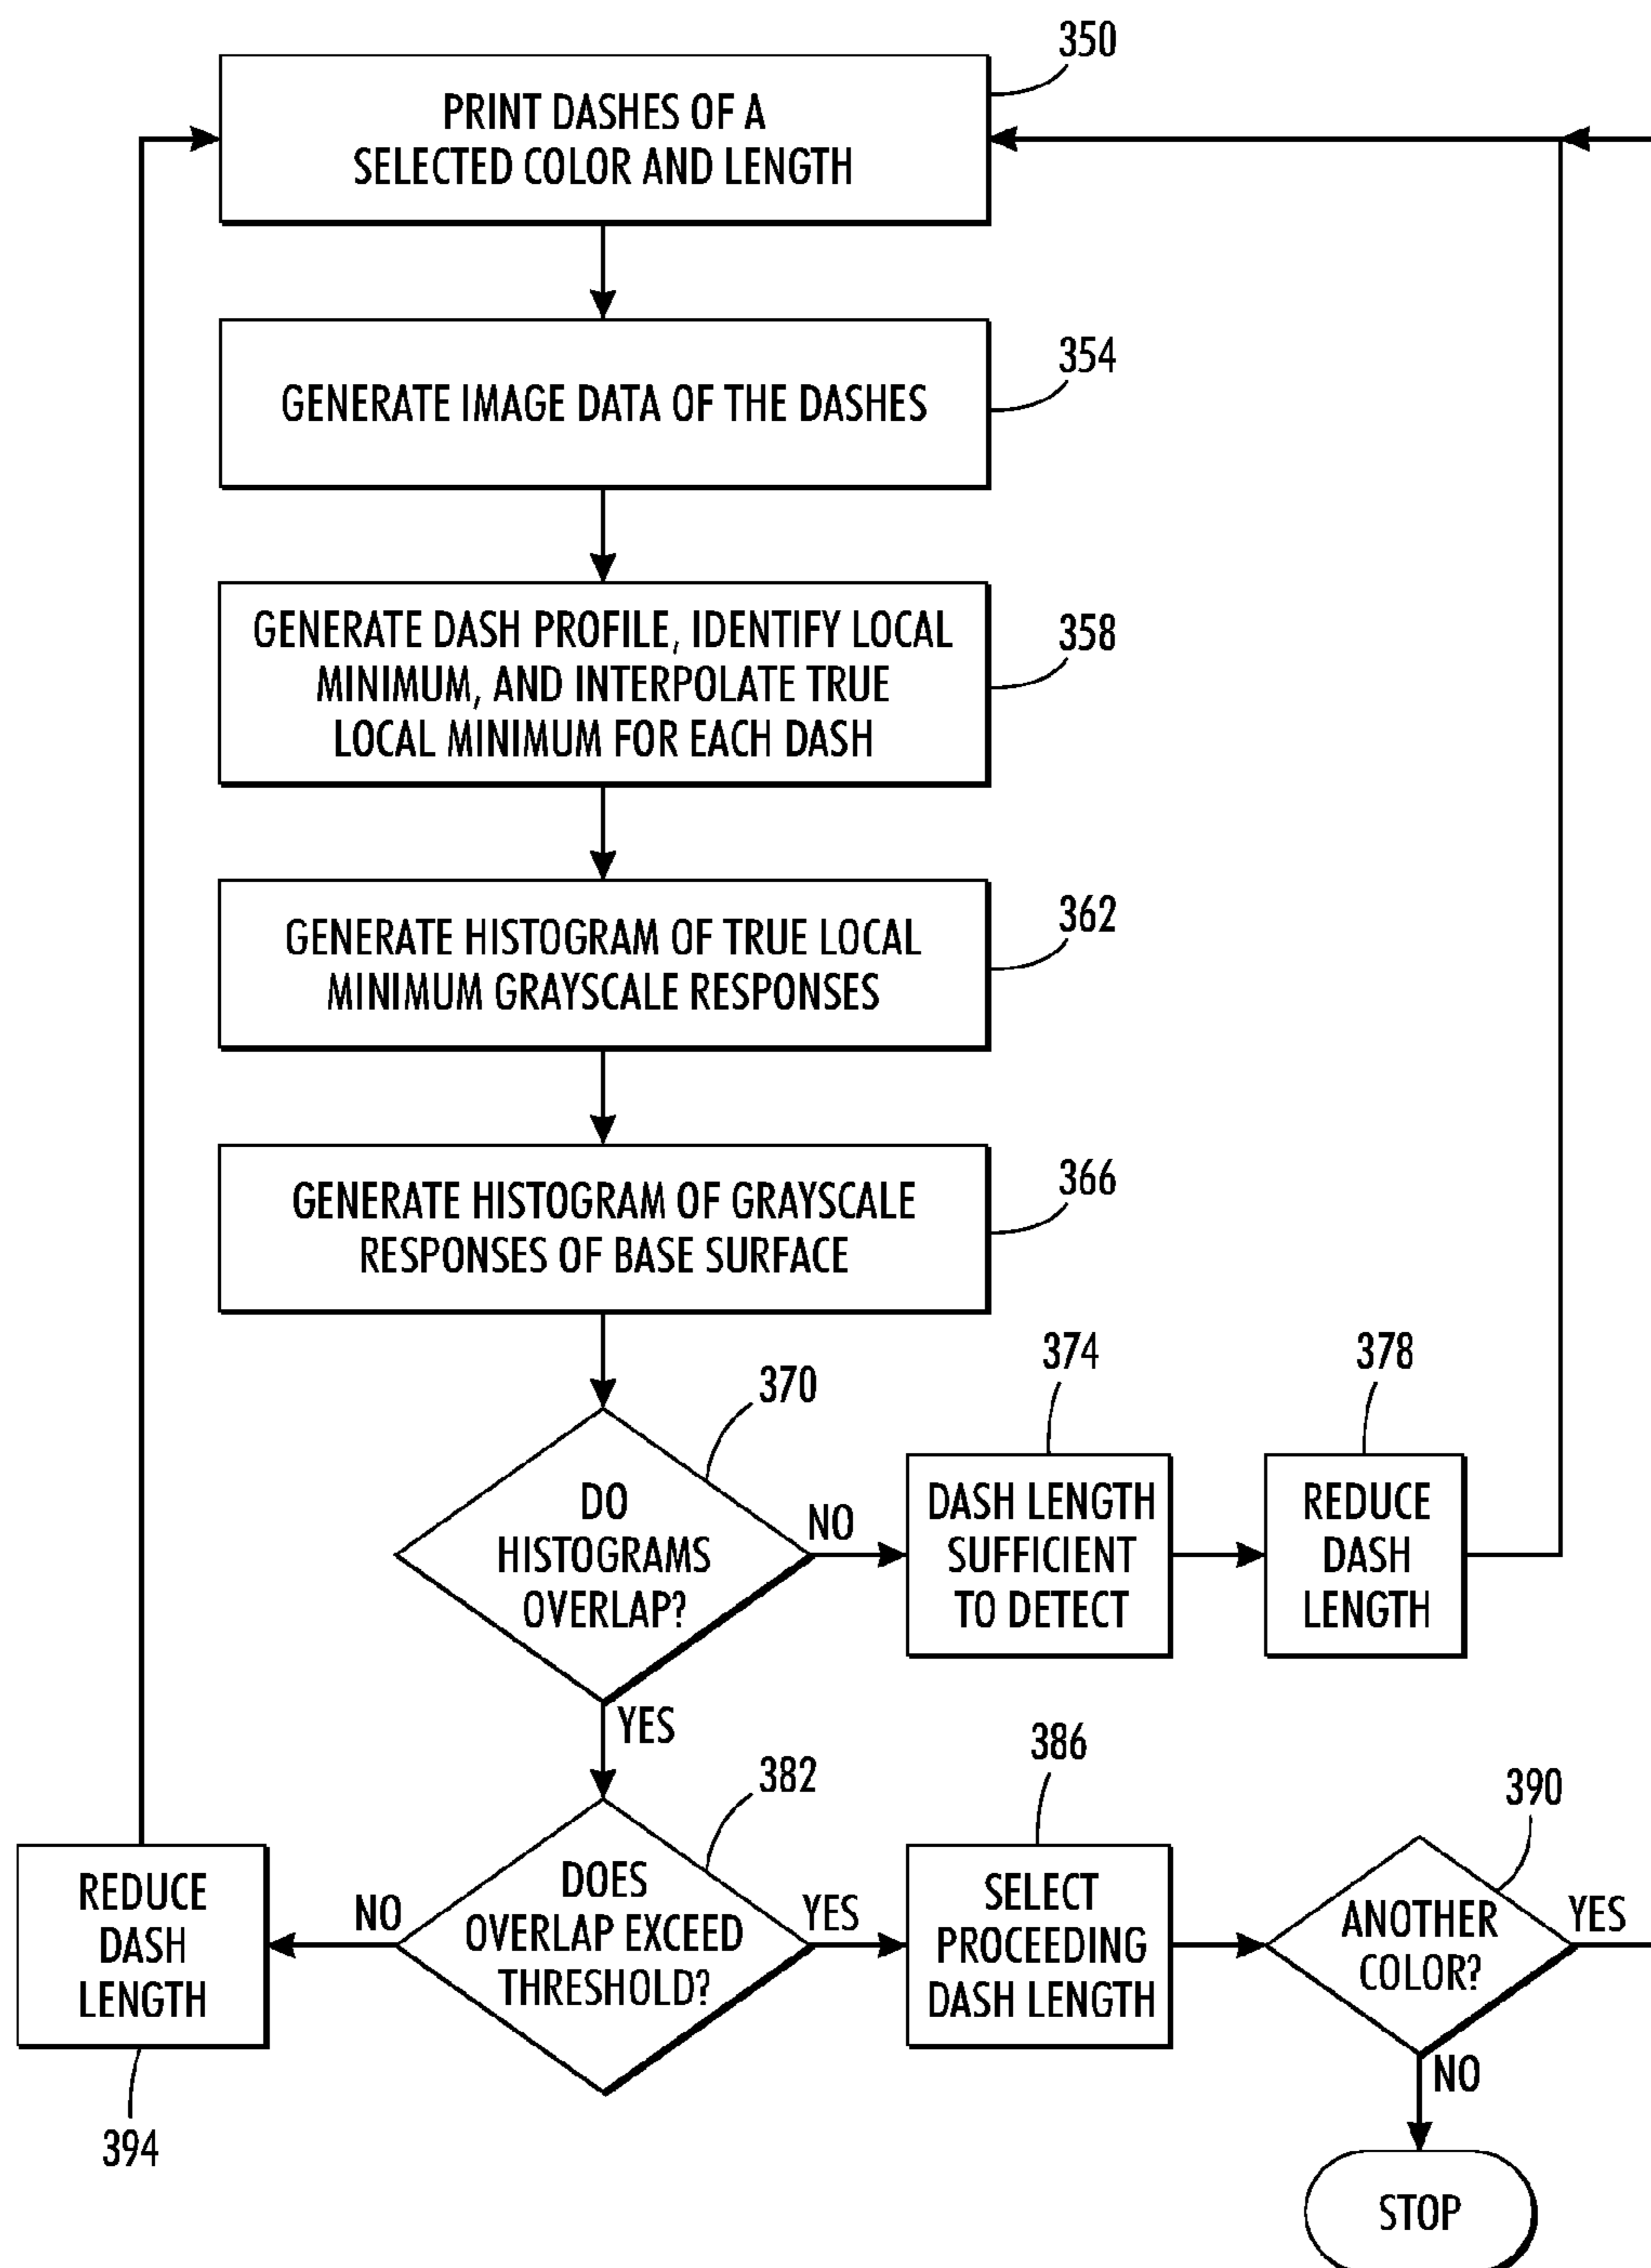 350
PRINT DASHES OF A
SELECTED COLOR AND LENGTH
354
GENERATE IMAGE DATA OF THE DASHES
358
GENERATE DASH PROFILE, IDENTIFY LOCAL
MINIMUM, AND INTERPOLATE TRUE
LOCAL MINIMUM FOR EACH DASH
362
GENERATE HISTOGRAM OF TRUE LOCAL
MINIMUM GRAYSCALE RESPONSES
366
GENERATE HISTOGRAM OF GRAYSCALE
RESPONSES OF BASE SURFACE
370
DO
HISTOGRAMS
OVERLAP?
NO
374
DASH LENGTH
SUFFICIENT
TO DETECT
378
REDUCE
DASH
LENGTH
YES
382
DOES
OVERLAP EXCEED
THRESHOLD?
NO
REDUCE
DASH
LENGTH
394
YES
386
SELECT
PROCEEDING
DASH LENGTH
390
ANOTHER
COLOR?
YES
NO
STOP